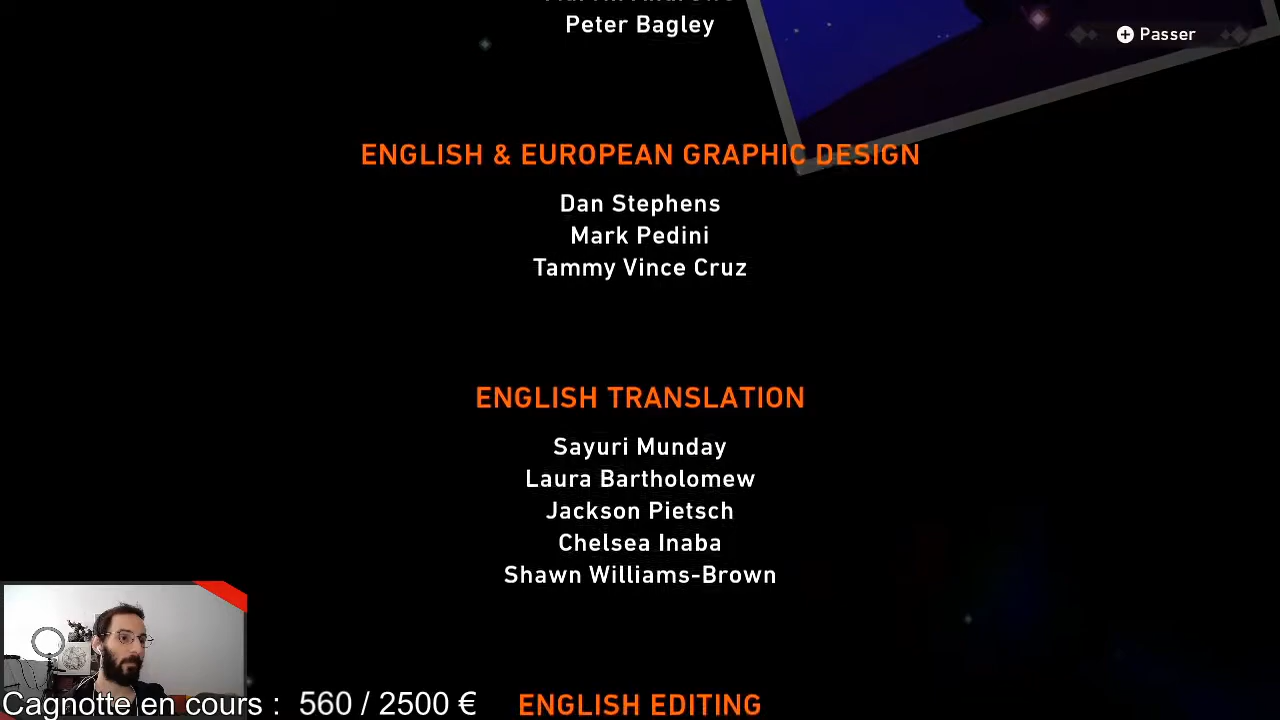 Peter Bagley
Passer
ENGLISH & EUROPEAN GRAPHIC DESIGN
Dan Stephens
Mark Pedini
Tammy Vince Cruz
ENGLISH TRANSLATION
Sayuri Munday
Laura Bartholomew
Jackson Pietsch
Chelsea Inaba
Shawn Williams-Brown
Cagnotte en cours : 560 / 2500 €
ENGLISH EDITING